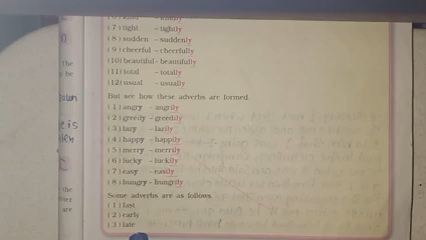 (7) tight - tightly
(8) sudden - suddenly
(9) cheerful - cheerfully
(10) beautiful - beautifully
(11) total - totally
(12) usual - usually
But see how these adverbs are formed.
(1) angry - angrily
(2) greedy - greedily
(3) lazy - lazily
(4) happy - happily
(5) merry - merrily
(6) lucky - luckily
(7) easy - easily
(8) hungry - hungrily
Some adverbs are as follows.
(1) fast
(2) early
(3) late
the
are